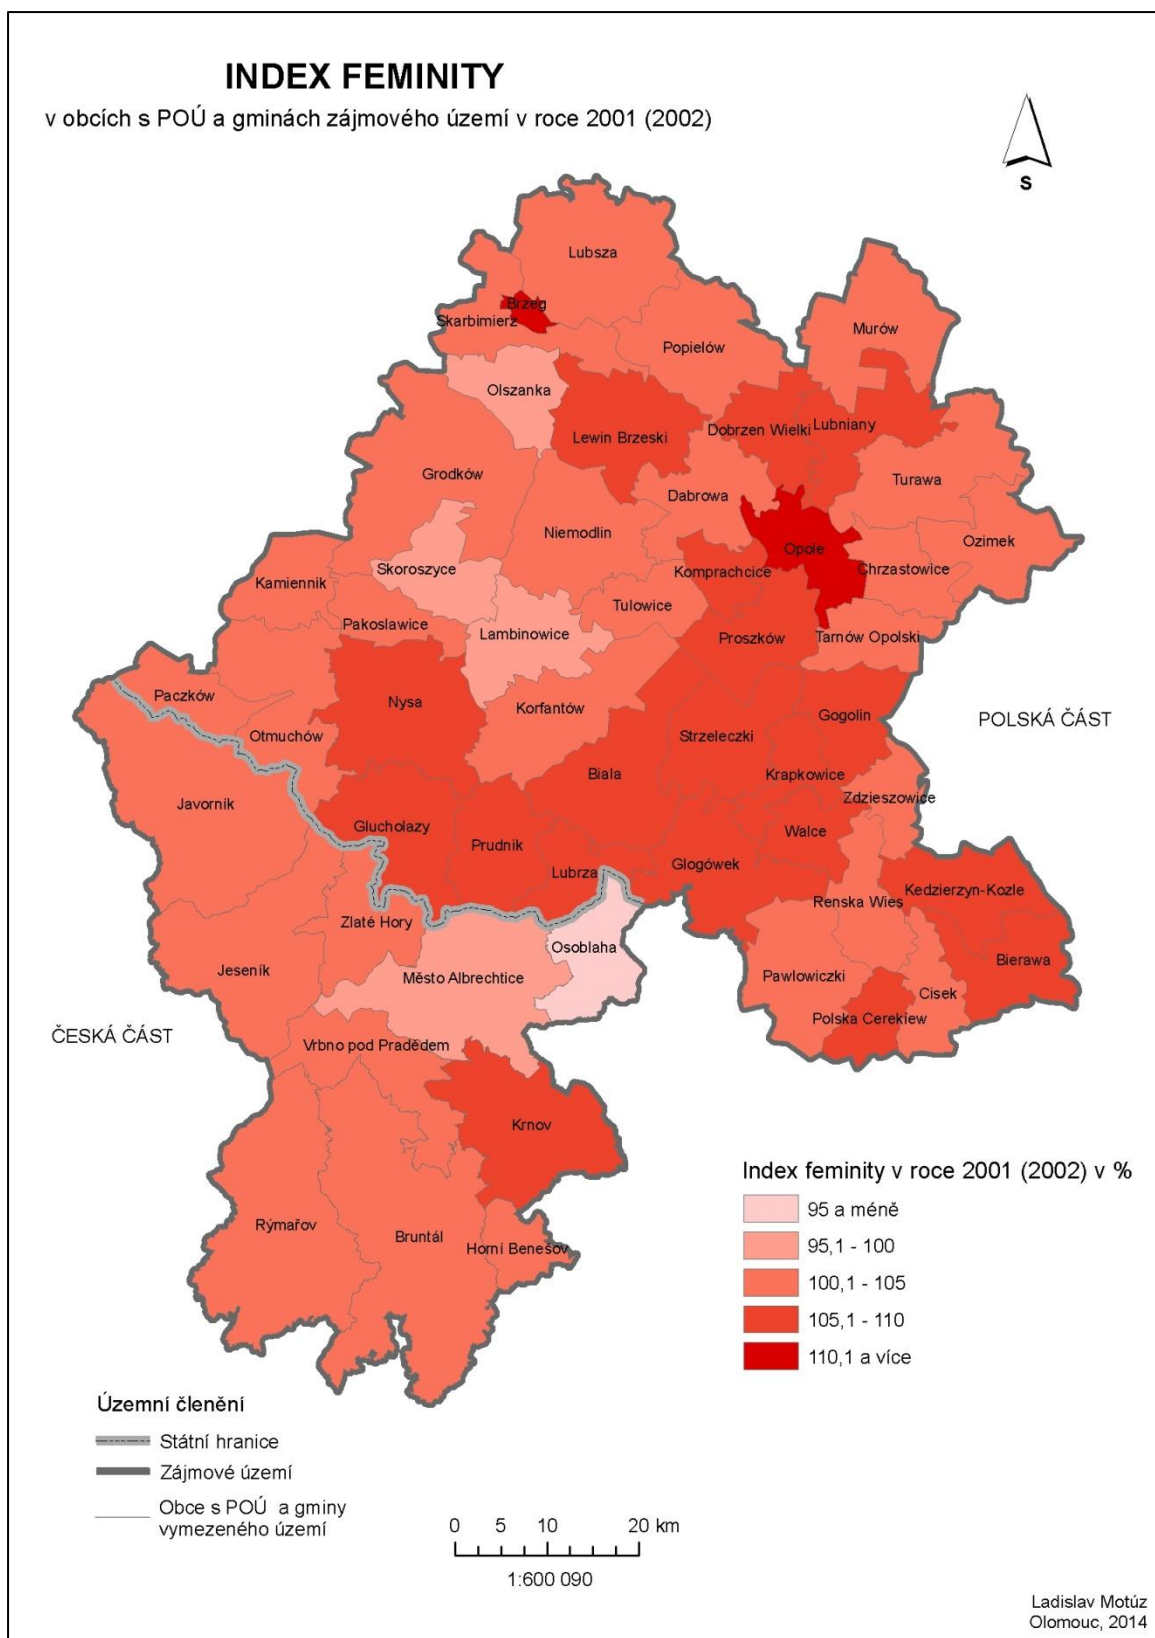 INDEX FEMINITY
v obcích s POÚ a gminách zájmového území v roce 2001 (2002)
S
Lubsza
Brzeg
Skarbimierz
Murów
Popielów
Olszanka
Lewin Brzeski
Dobrzen Wielki
Lubniany
Grodków
Dabrowa
Turawa
Niemodlin
Ozimek
Opole
Skoroszyce
Komprachcice
Chrzastowice
Kamiennik
Tulowice
Pakoslawice
Lambinowice
Proszków
Tarnów Opolski
Paczków
Nysa
Korfantów
Gogolin
POLSKÁ ČÁST
Otmuchów
Strzeleczki
Biala
Krapkowice
Javorník
Zdzieszowice
Glucholazy
Walce
Prudnik
Lubrza
Glogówek
Kedzierzyn-Kozle
Renska Wies
Zlaté Hory
Osoblaha
Bierawa
Jeseník
Město Albrechtice
Pawlowiczki
Cisek
Polska Cerekiew
ČESKÁ ČÁST
Vrbno pod Pradědem
Krnov
Rýmařov
Bruntál
Horní Benešov
Index feminity v roce 2001 (2002) v %
95 a méně
95,1 - 100
100,1 - 105
105,1 - 110
110,1 a více
Územní členění
Státní hranice
Zájmové území
Obce s POÚ a gminy
vymezeného území
0 5 10 20 km
1:600 090
Ladislav Motúz
Olomouc, 2014